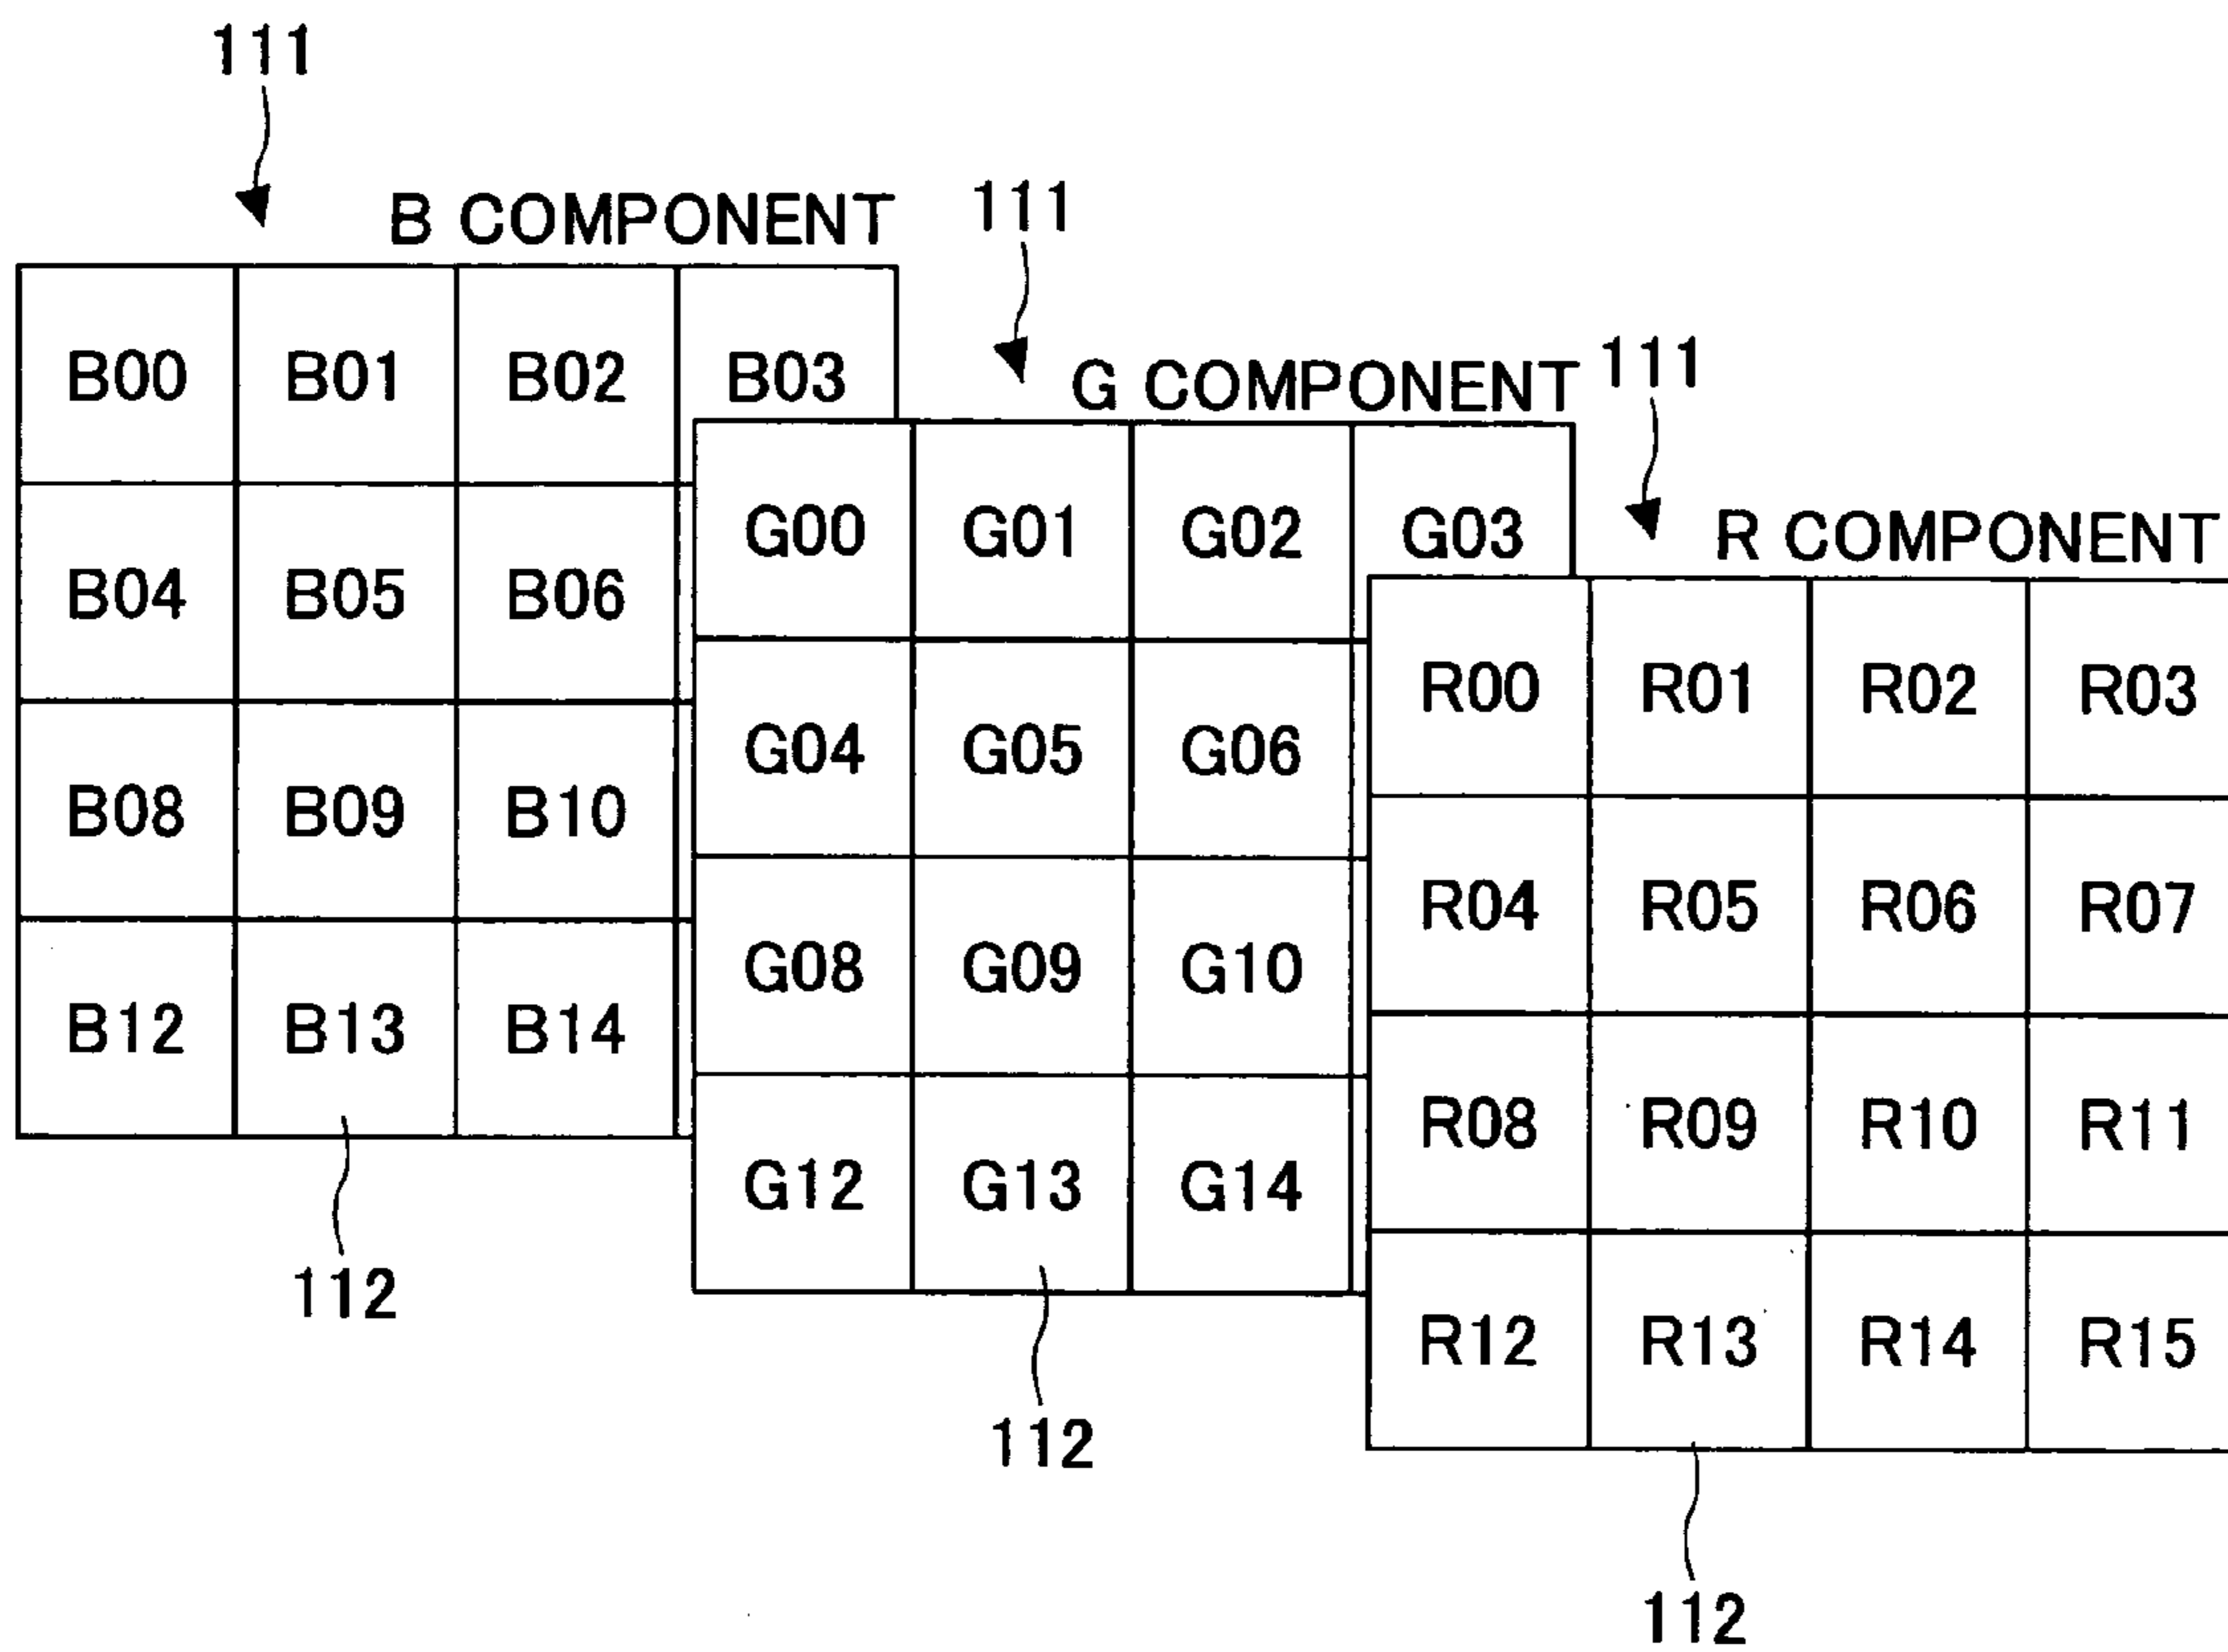 111
B COMPONENT
111
B00 B01 B02 B03
G COMPONENT
111
B04 B05 B06
G00 G01 G02 G03
R COMPONENT
B08 B09 B10
G04 G05 G06
R00 R01 R02 R03
B12 B13 B14
G08 G09 G10
R04 R05 R06 R07
112
G12 G13 G14
R08 R09 R10 R11
112
R12 R13 R14 R15
112